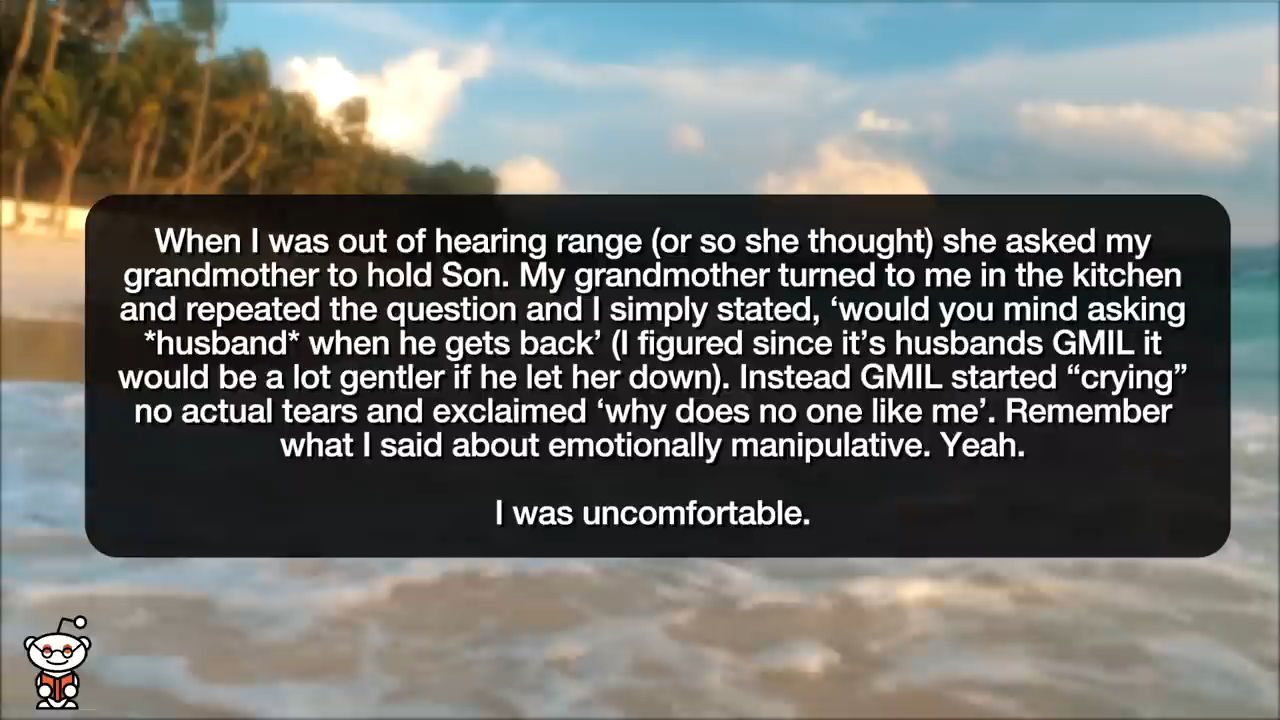 When I was out of hearing range (or so she thought) she asked my
grandmother to hold Son. My grandmother turned to me in the kitchen
and repeated the question and I simply stated, ‘would you mind asking
*husband* when he gets back’ (I figured since it’s husbands GMIL it
would be a lot gentler if he let her down). Instead GMIL started “crying”
no actual tears and exclaimed ‘why does no one like me’. Remember
what I said about emotionally manipulative. Yeah.
I was uncomfortable.